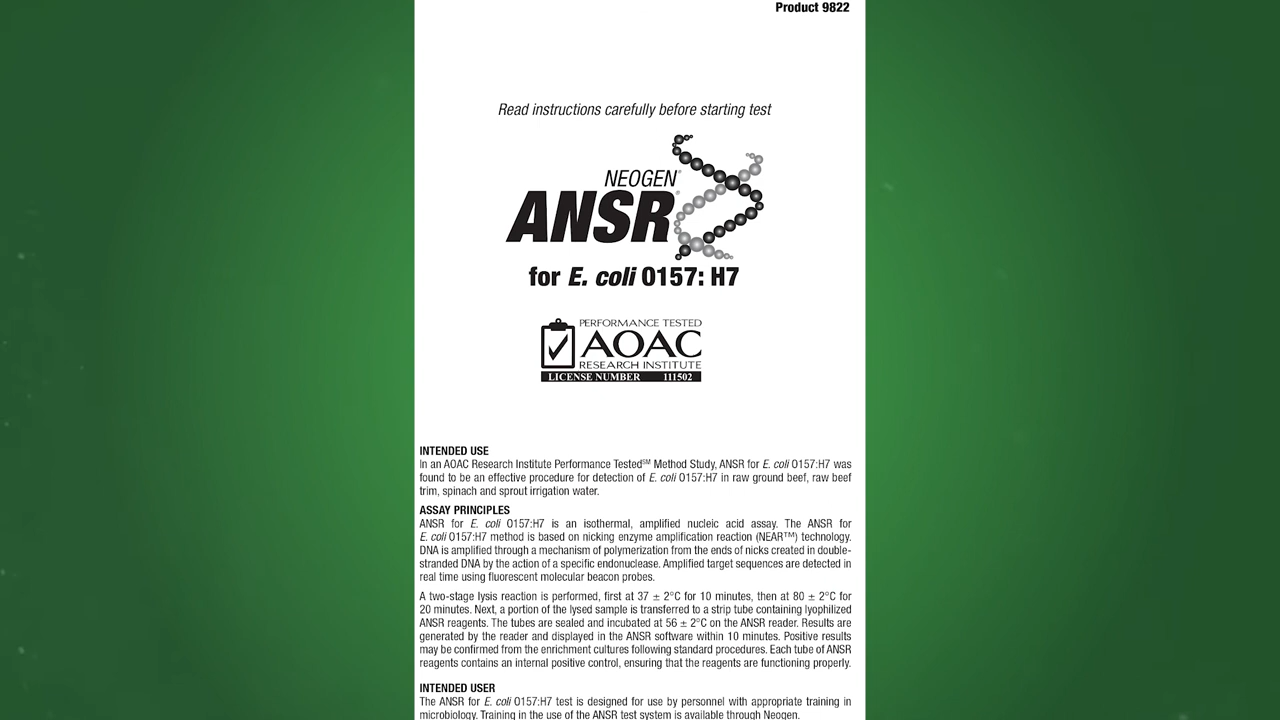 Product 9822
Read instructions carefully before starting test
NEOGEN®
ANSR®
for E. coli O157: H7
PERFORMANCE TESTED
AOAC
RESEARCH INSTITUTE
LICENSE NUMBER 111502
INTENDED USE
In an AOAC Research Institute Performance Tested℠ Method Study, ANSR for E. coli O157:H7 was
found to be an effective procedure for detection of E. coli O157:H7 in raw ground beef, raw beef
trim, spinach and sprout irrigation water.
ASSAY PRINCIPLES
ANSR for E. coli O157:H7 is an isothermal, amplified nucleic acid assay. The ANSR for
E. coli O157:H7 method is based on nicking enzyme amplification reaction (NEAR™) technology.
DNA is amplified through a mechanism of polymerization from the ends of nicks created in double-
stranded DNA by the action of a specific endonuclease. Amplified target sequences are detected in
real time using fluorescent molecular beacon probes.
A two-stage lysis reaction is performed, first at 37 ± 2°C for 10 minutes, then at 80 ± 2°C for
20 minutes. Next, a portion of the lysed sample is transferred to a strip tube containing lyophilized
ANSR reagents. The tubes are sealed and incubated at 56 ± 2°C on the ANSR reader. Results are
generated by the reader and displayed in the ANSR software within 10 minutes. Positive results
may be confirmed from the enrichment cultures following standard procedures. Each tube of ANSR
reagents contains an internal positive control, ensuring that the reagents are functioning properly.
INTENDED USER
The ANSR for E. coli O157:H7 test is designed for use by personnel with appropriate training in
microbiology. Training in the use of the ANSR test system is available through Neogen.